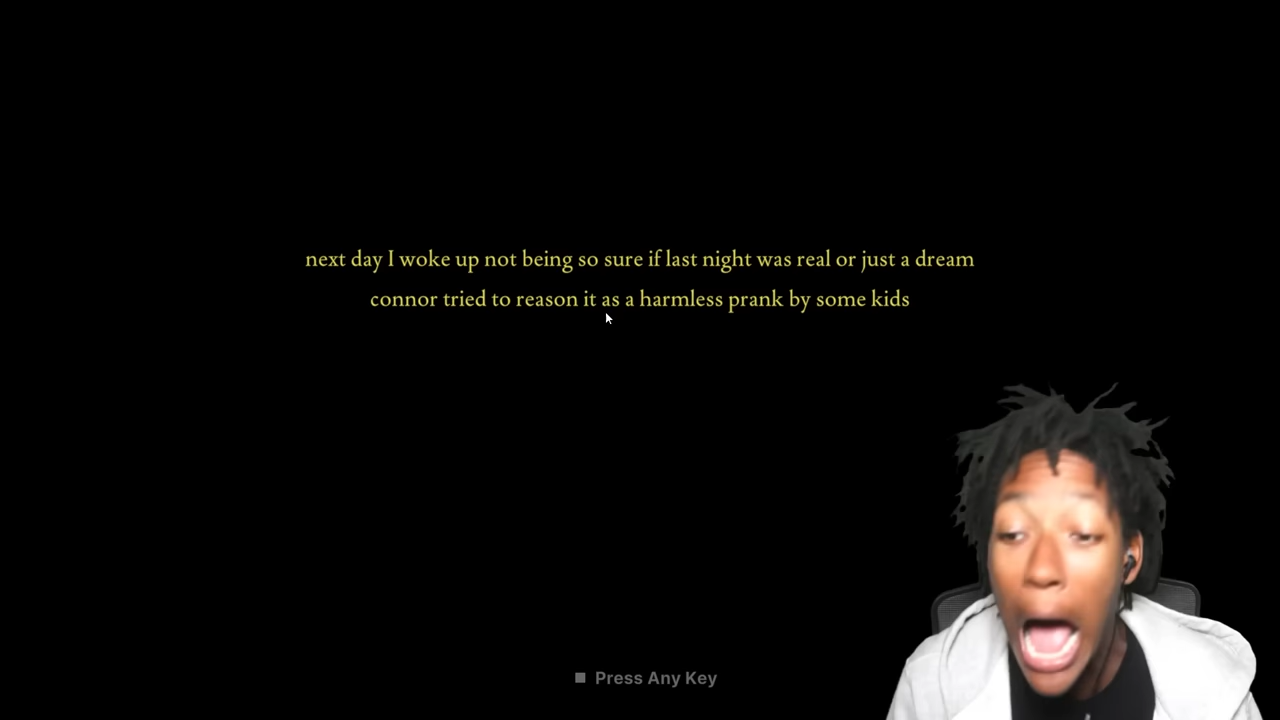 next day I woke up not being so sure if last night was real or just a dream
connor tried to reason it as a harmless prank by some kids
Press Any Key